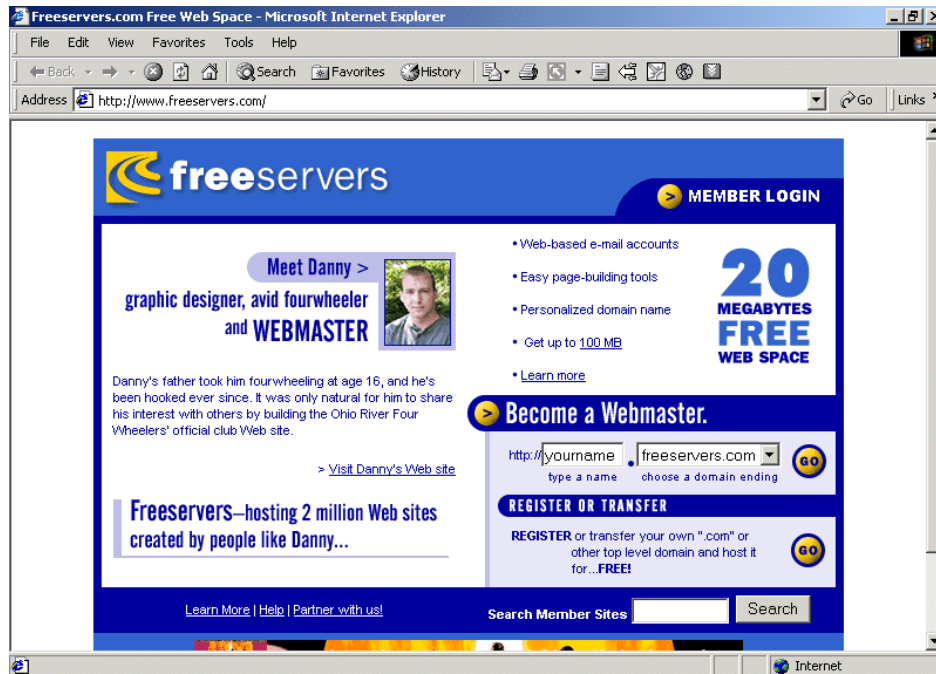 Freeservers.com Free Web Space - Microsoft Internet Explorer
File Edit View Favorites Tools Help
Back Search Favorites History
Address http://www.freeservers.com/ Go Links
freeservers
MEMBER LOGIN
Meet Danny >
graphic designer, avid fourwheeler
and WEBMASTER
Danny's father took him fourwheeling at age 16, and he's
been hooked ever since. It was only natural for him to share
his interest with others by building the Ohio River Four
Wheelers' official club Web site.
> Visit Danny's Web site
Freeservers—hosting 2 million Web sites
created by people like Danny...
• Web-based e-mail accounts
• Easy page-building tools
• Personalized domain name
• Get up to 100 MB
• Learn more
20
MEGABYTES
FREE
WEB SPACE
> Become a Webmaster.
http:// yourname . freeservers.com GO
type a name choose a domain ending
REGISTER OR TRANSFER
REGISTER or transfer your own ".com" or
other top level domain and host it
for...FREE!
GO
Learn More | Help | Partner with us!
Search Member Sites Search
Internet